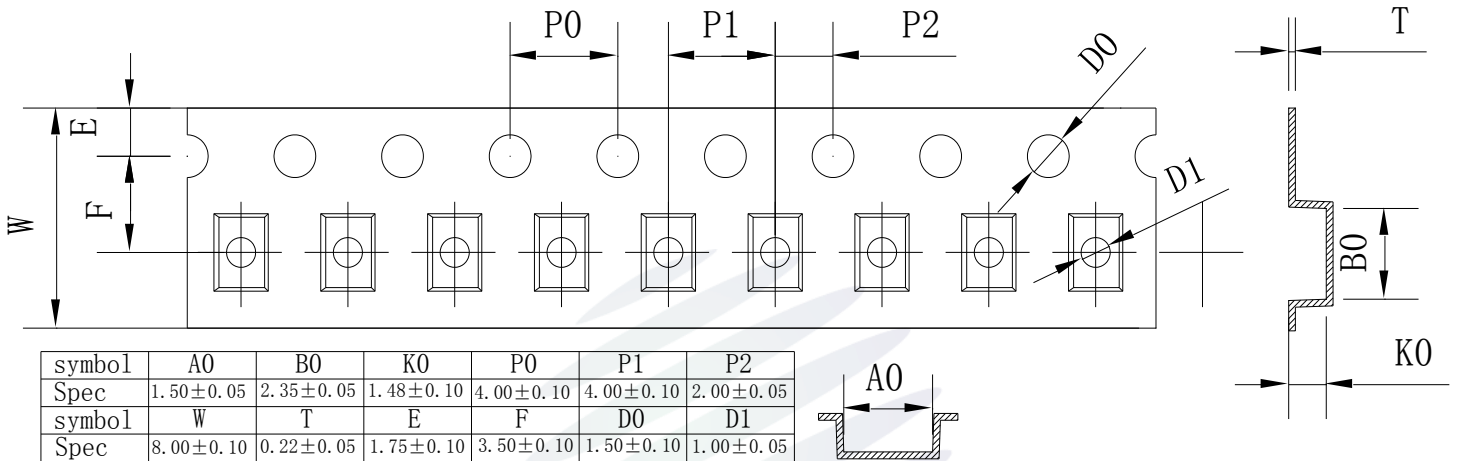 P0 P1 P2 D0 T
E
F
W
D1
B0
K0
A0
symbol A0 B0 K0 P0 P1 P2
Spec 1.50±0.05 2.35±0.05 1.48±0.10 4.00±0.10 4.00±0.10 2.00±0.05
symbol W T E F D0 D1
Spec 8.00±0.10 0.22±0.05 1.75±0.10 3.50±0.10 1.50±0.10 1.00±0.05